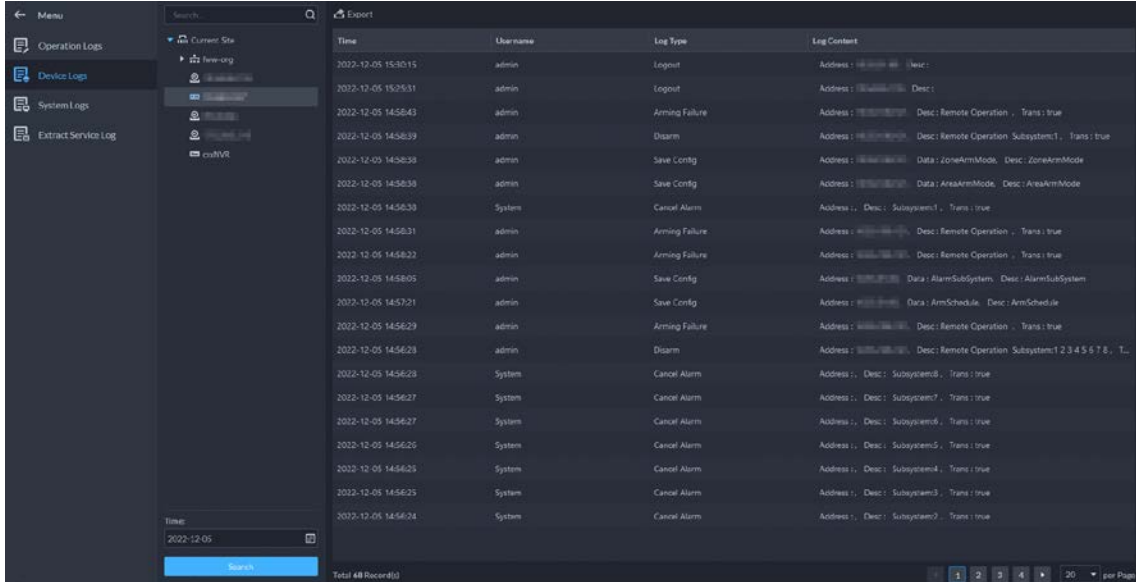 Menu
Operation Logs
Device Logs
System Logs
Extract Service Log
Search...
Current Site
Time:
2022-12-05
Search
Export
Time Username Log Type Log Content
2022-12-05 15:30:15 admin Logout Address : Desc :
2022-12-05 15:25:31 admin Logout Address : Desc :
2022-12-05 14:58:43 admin Arming Failure Address : Desc : Remote Operation , Trans : true
2022-12-05 14:58:39 admin Disarm Address : Desc : Remote Operation Subsystem:1 , Trans : true
2022-12-05 14:58:38 admin Save Config Address : Data : ZoneArmMode, Desc : ZoneArmMode
2022-12-05 14:58:38 admin Save Config Address : Data : AreaArmMode, Desc : AreaArmMode
2022-12-05 14:58:38 System Cancel Alarm Address : , Desc : Subsystem:1 , Trans : true
2022-12-05 14:58:31 admin Arming Failure Address : , Desc : Remote Operation , Trans : true
2022-12-05 14:58:22 admin Arming Failure Address : , Desc : Remote Operation , Trans : true
2022-12-05 14:58:05 admin Save Config Address : Data : AlarmSubSystem, Desc : AlarmSubSystem
2022-12-05 14:57:21 admin Save Config Address : Data : ArmSchedule, Desc : ArmSchedule
2022-12-05 14:56:29 admin Arming Failure Address : , Desc : Remote Operation , Trans : true
2022-12-05 14:56:28 admin Disarm Address : , Desc : Remote Operation Subsystem:1 2 3 4 5 6 7 8 , T...
2022-12-05 14:56:28 System Cancel Alarm Address : , Desc : Subsystem:8 , Trans : true
2022-12-05 14:56:27 System Cancel Alarm Address : , Desc : Subsystem:7 , Trans : true
2022-12-05 14:56:27 System Cancel Alarm Address : , Desc : Subsystem:6 , Trans : true
2022-12-05 14:56:26 System Cancel Alarm Address : , Desc : Subsystem:5 , Trans : true
2022-12-05 14:56:25 System Cancel Alarm Address : , Desc : Subsystem:4 , Trans : true
2022-12-05 14:56:25 System Cancel Alarm Address : , Desc : Subsystem:3 , Trans : true
2022-12-05 14:56:24 System Cancel Alarm Address : , Desc : Subsystem:2 , Trans : true
Total 68 Record(s)
1 2 3 4 20 per Page